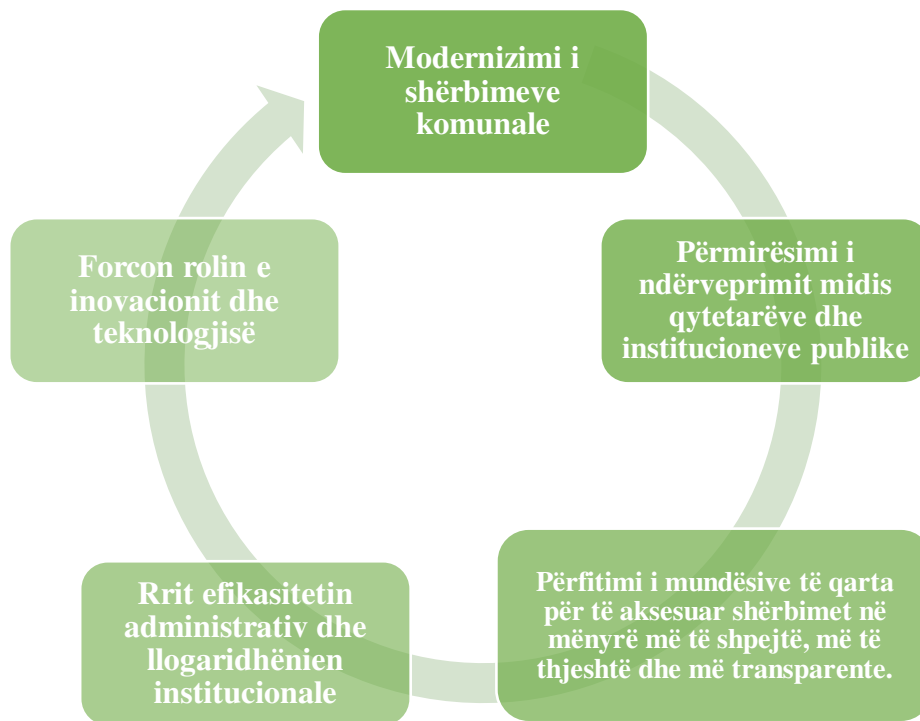 Modernizimi i
shërbimeve
komunale
Përmirësimi i
ndërveprimit midis
qytetarëve dhe
institucioneve publike
Përfitimi i mundësive të qarta
për të aksesuar shërbimet në
mënyrë më të shpejtë, më të
thjeshtë dhe më transparente.
Rrit efikasitetin
administrativ dhe
llogaridhënien
institucionale
Forcon rolin e
inovacionit dhe
teknologjisë